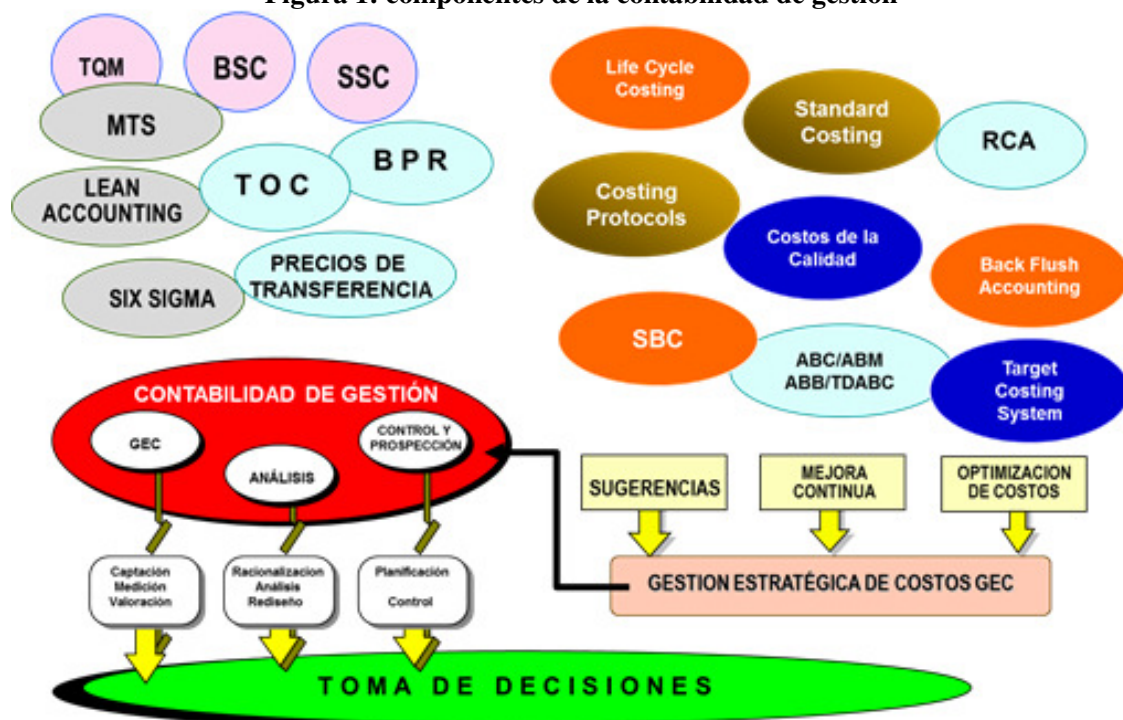 Figura 1: componentes de la contabilidad de gestión
TQM
BSC
SSC
MTS
LEAN
ACCOUNTING
T O C
B P R
SIX SIGMA
PRECIOS DE
TRANSFERENCIA
Life Cycle
Costing
Standard
Costing
RCA
Costing
Protocols
Costos de la
Calidad
Back Flush
Accounting
SBC
ABC/ABM
ABB/TDABC
Target
Costing
System
CONTABILIDAD DE GESTIÓN
GEC
ANÁLISIS
CONTROL Y
PROSPECCIÓN
SUGERENCIAS
MEJORA
CONTINUA
OPTIMIZACION
DE COSTOS
Captación
Medición
Valoración
Racionalizacion
Análisis
Rediseño
Planificación
Control
GESTION ESTRATÉGICA DE COSTOS GEC
T O M A D E D E C I S I O N E S